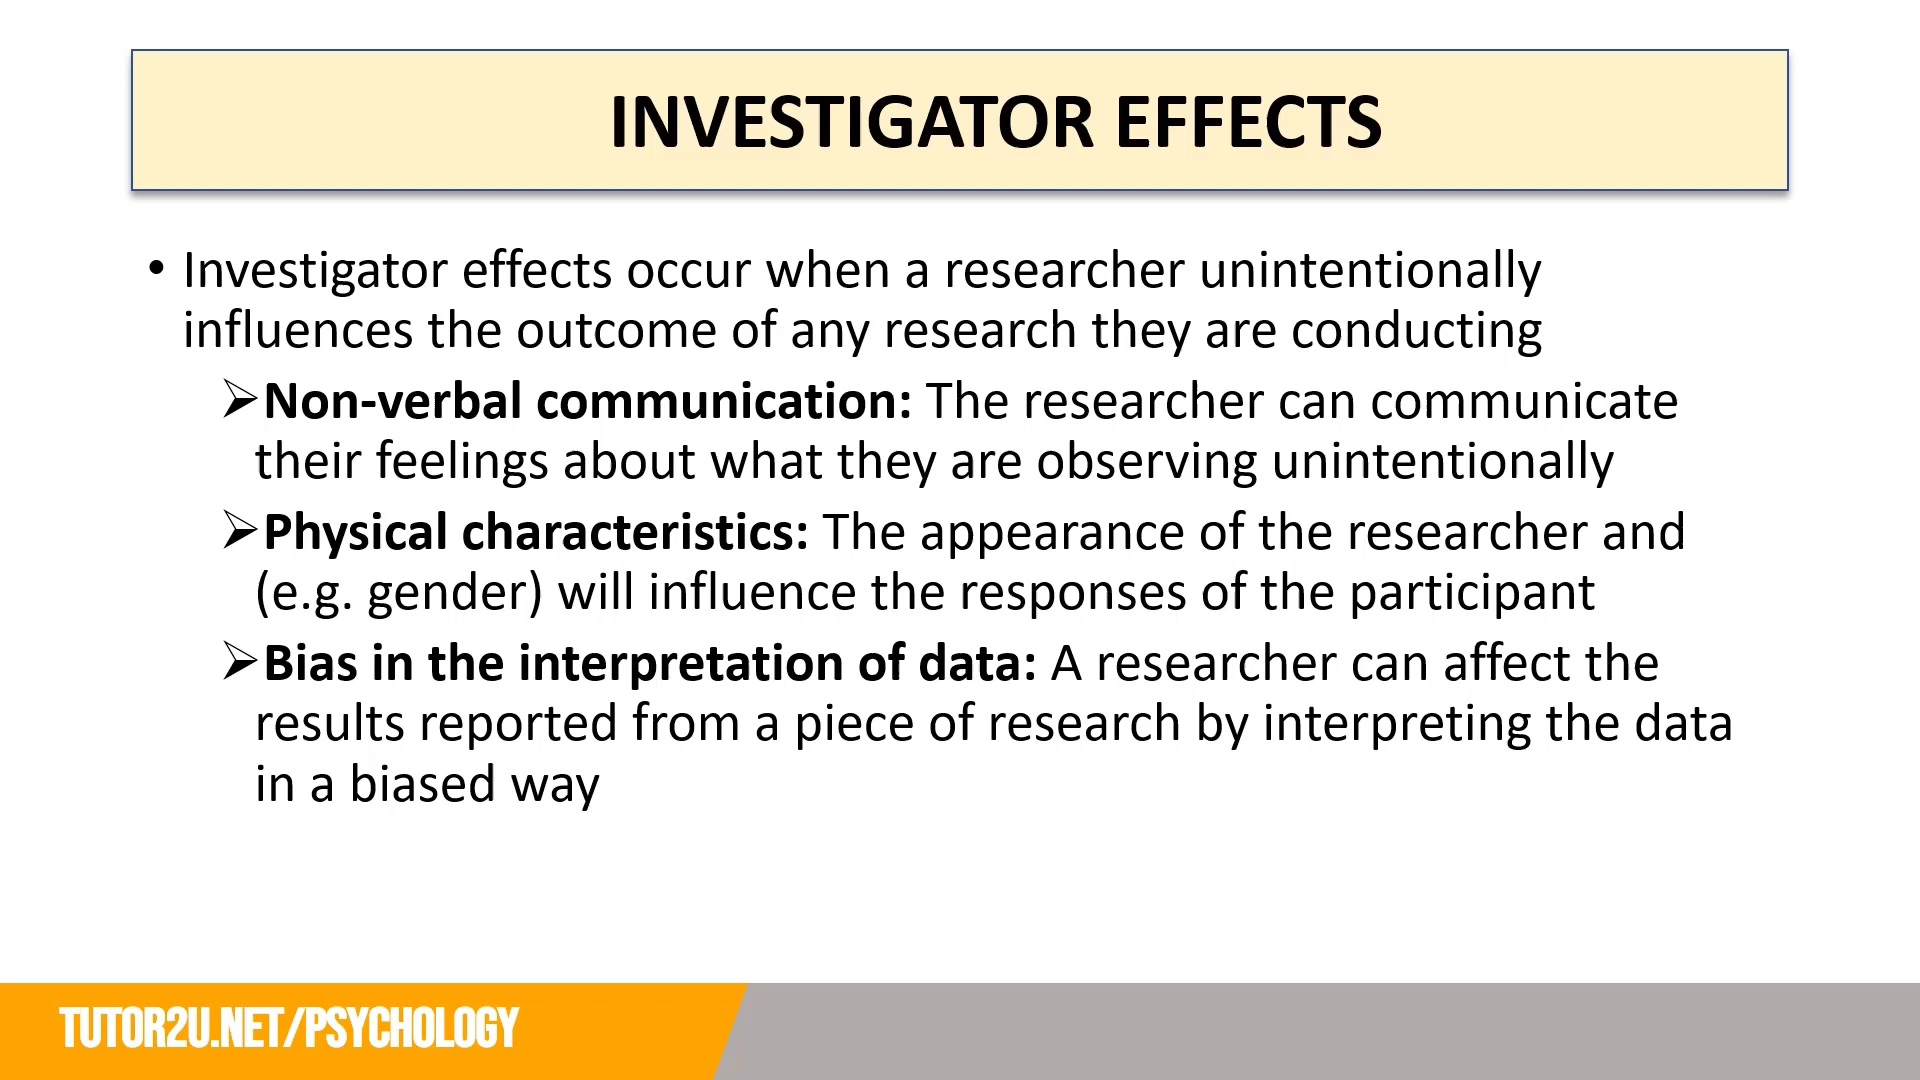 INVESTIGATOR EFFECTS
• Investigator effects occur when a researcher unintentionally
influences the outcome of any research they are conducting
➢Non-verbal communication: The researcher can communicate
their feelings about what they are observing unintentionally
➢Physical characteristics: The appearance of the researcher and
(e.g. gender) will influence the responses of the participant
➢Bias in the interpretation of data: A researcher can affect the
results reported from a piece of research by interpreting the data
in a biased way
TUTOR2U.NET/PSYCHOLOGY